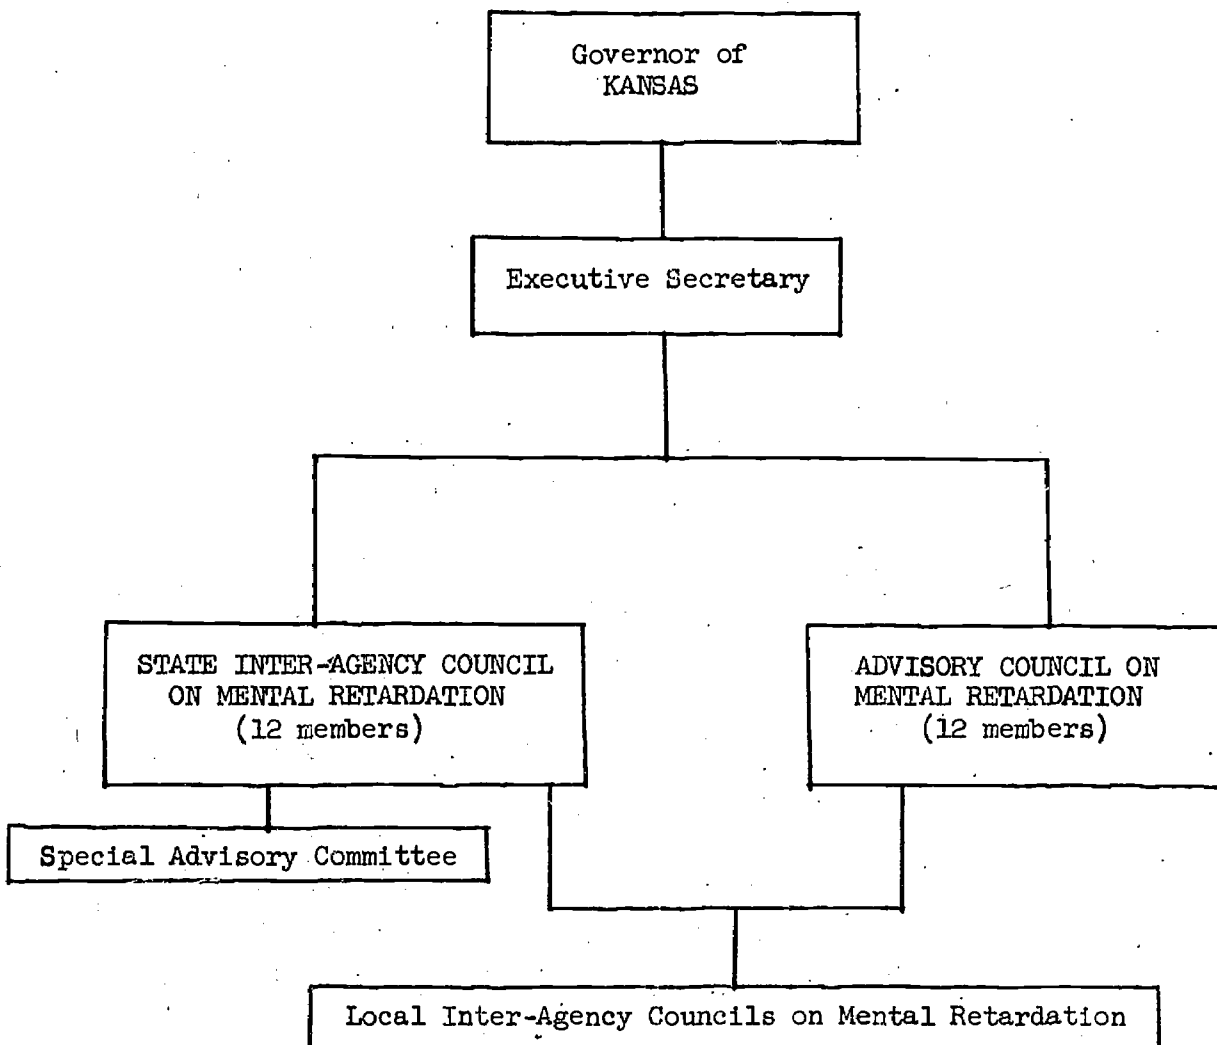 Governor of
KANSAS
Executive Secretary
STATE INTER-AGENCY COUNCIL
ON MENTAL RETARDATION
(12 members)
ADVISORY COUNCIL ON
MENTAL RETARDATION
(12 members)
Special Advisory Committee
Local Inter-Agency Councils on Mental Retardation